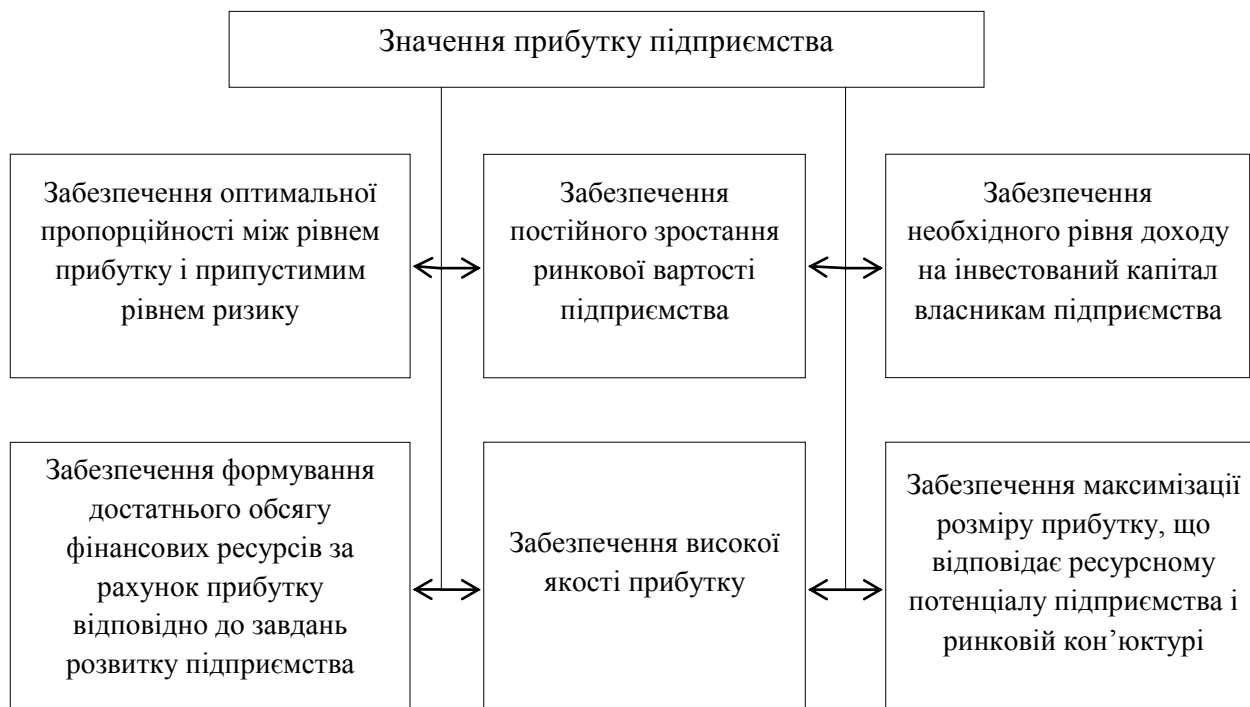 Значення прибутку підприємства
Забезпечення оптимальної
пропорційності між рівнем
прибутку і припустимим
рівнем ризику
Забезпечення
постійного зростання
ринкової вартості
підприємства
Забезпечення
необхідного рівня доходу
на інвестований капітал
власникам підприємства
Забезпечення формування
достатнього обсягу
фінансових ресурсів за
рахунок прибутку
відповідно до завдань
розвитку підприємства
Забезпечення високої
якості прибутку
Забезпечення максимізації
розміру прибутку, що
відповідає ресурсному
потенціалу підприємства і
ринковій кон’юктурі